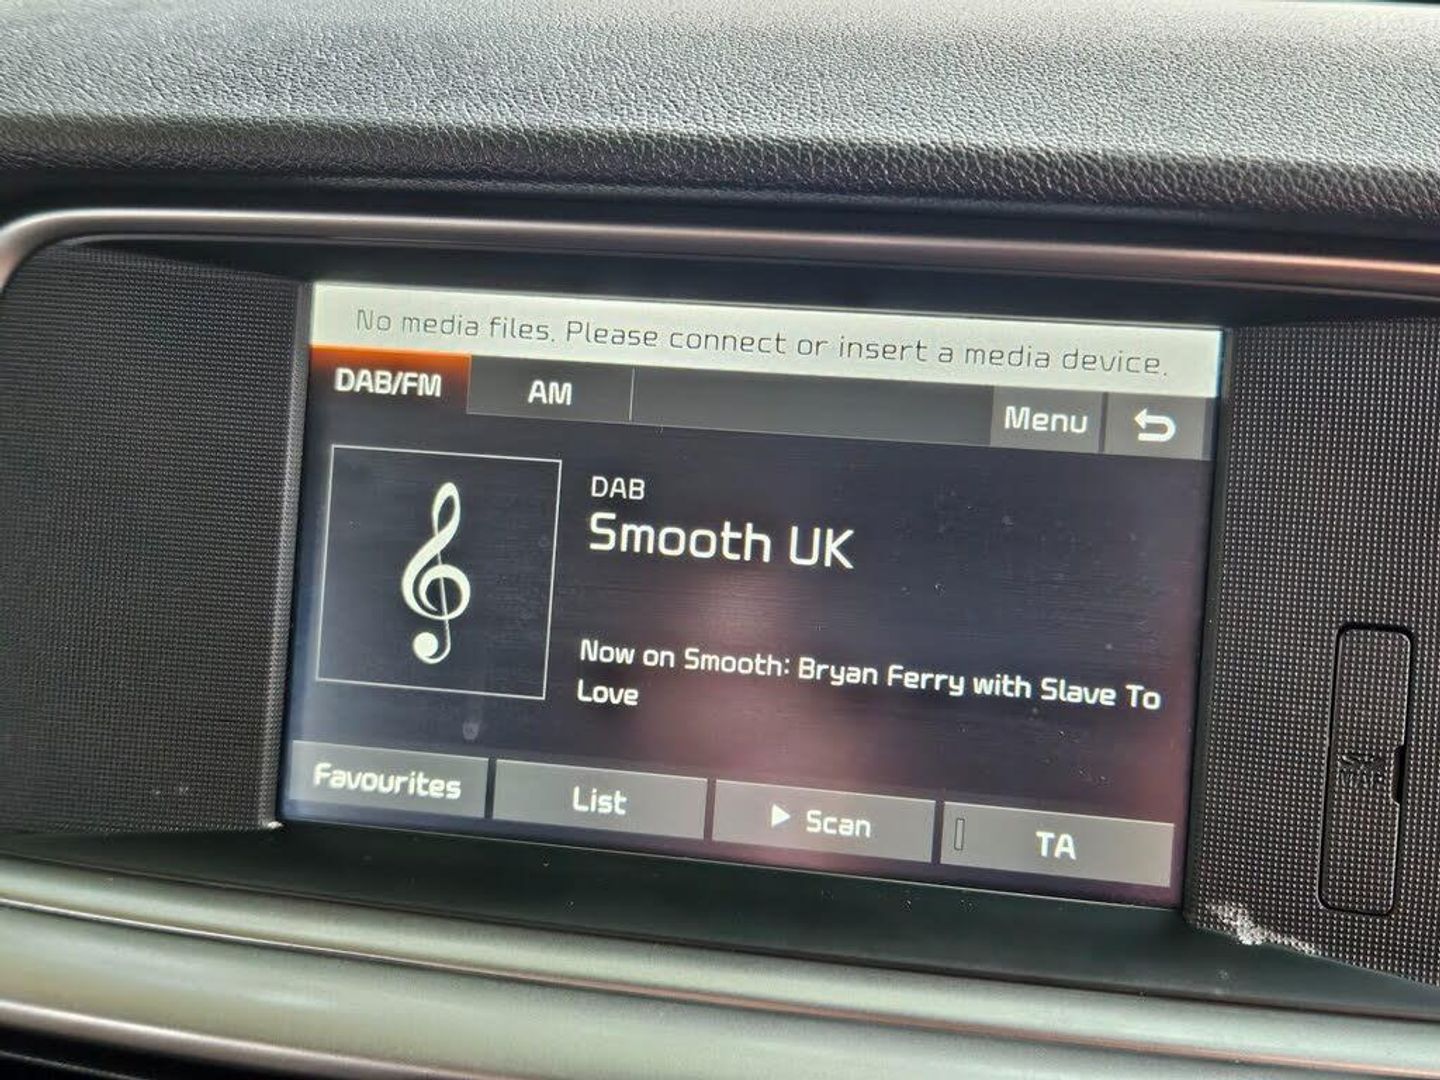 No media files. Please connect or insert a media device.
DAB/FM
AM
Menu
DAB
Smooth UK
Now on Smooth: Bryan Ferry with Slave To
Love
Favourites
List
Scan
TA